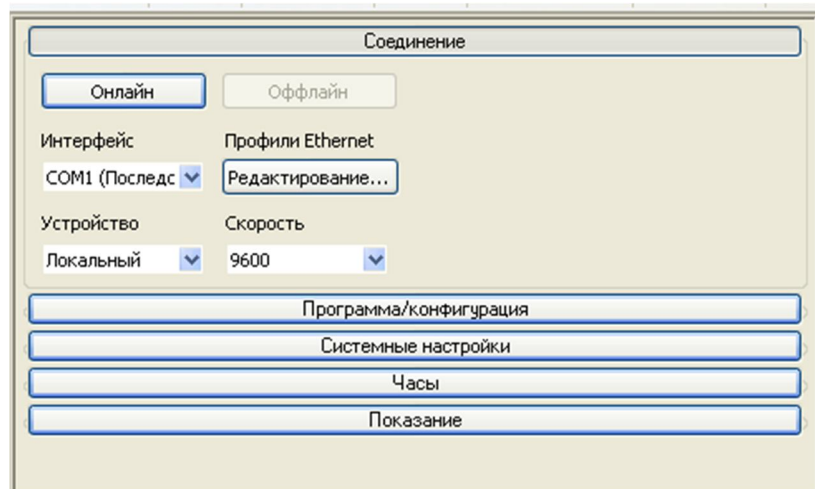 Соединение
Онлайн Оффлайн
Интерфейс Профили Ethernet
COM1 (Последс Редактирование...
Устройство Скорость
Локальный 9600
Программа/конфигурация
Системные настройки
Часы
Показание